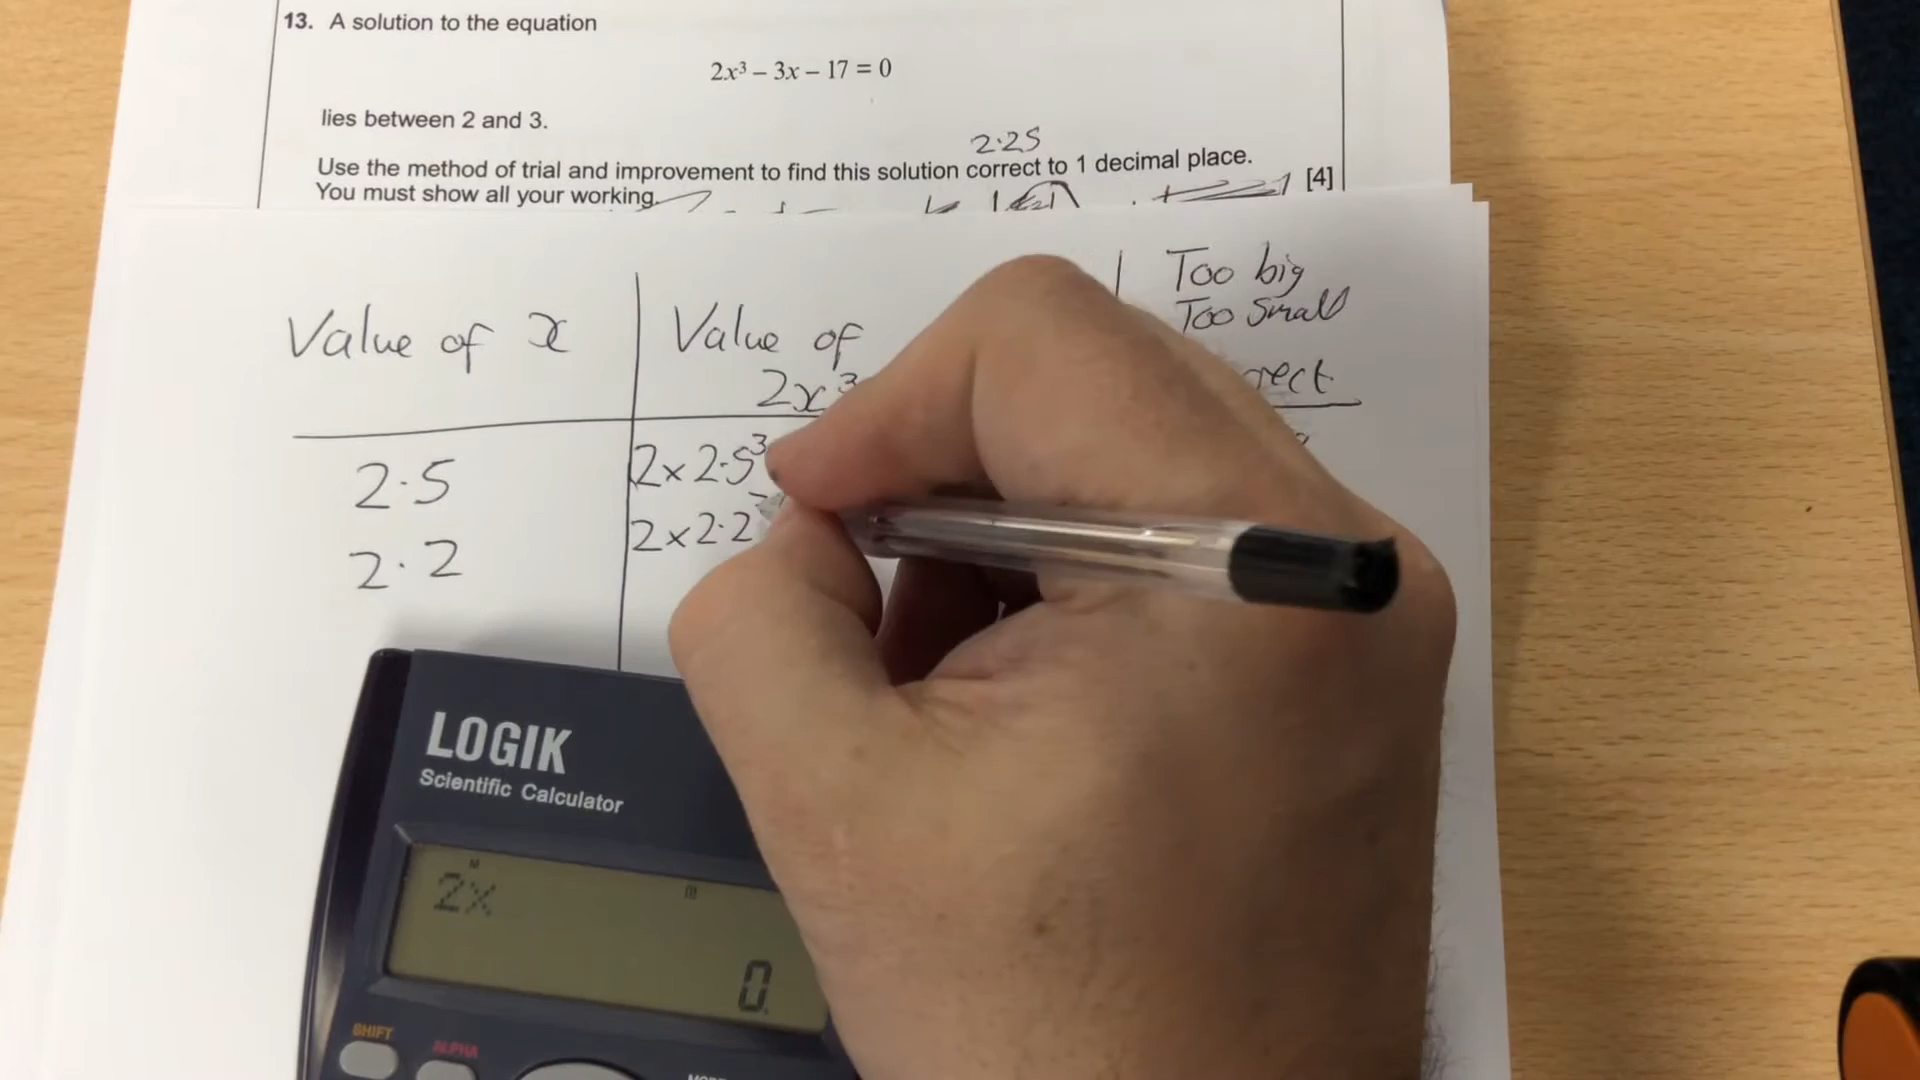 13. A solution to the equation
2x³ – 3x – 17 = 0
lies between 2 and 3.
2.25
Use the method of trial and improvement to find this solution correct to 1 decimal place.
You must show all your working.
[4]
Value of x
Value of
2x³
Too big
Too small
2.5
2×2.5³
2.2
2×2.2
LOGIK
Scientific Calculator
2×
0.
SHIFT
ALPHA